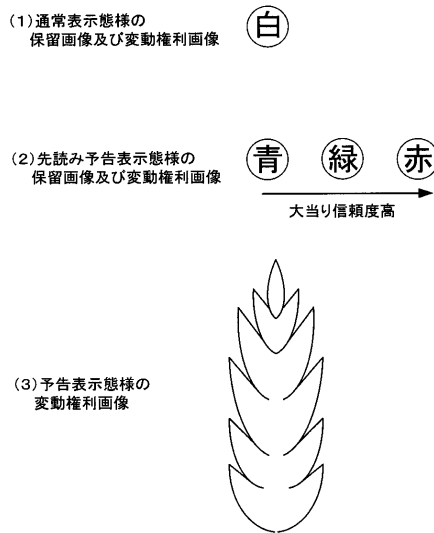 (1)通常表示態様の
保留画像及び変動権利画像
白
(2)先読み予告表示態様の
保留画像及び変動権利画像
青 緑 赤
大当り信頼度高
(3)予告表示態様の
変動権利画像